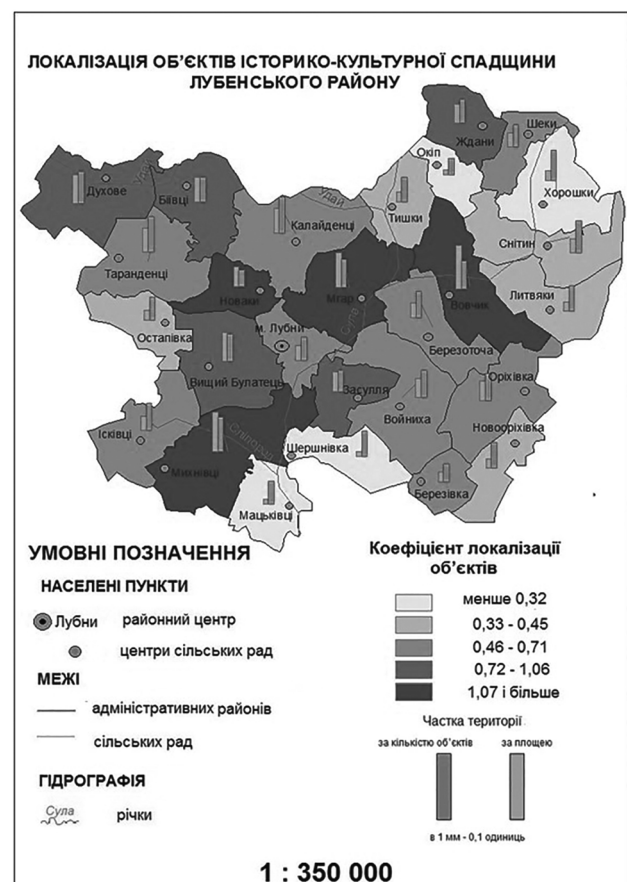 ЛОКАЛІЗАЦІЯ ОБ'ЄКТІВ ІСТОРИКО-КУЛЬТУРНОЇ СПАДЩИНИ
ЛУБЕНСЬКОГО РАЙОНУ
Шеки
Ждани
Окіп
Духове
Удай
Біївці
Удай
Хорошки
Тишки
Калайденці
Снітин
Таранденці
Новаки
Мгар
Вовчик
Литвяки
Остапівка
м. Лубни
Сула
Березоточа
Вищий Булатець
Засулля
Оріхівка
Войниха
Ісківці
Новооріхівка
Сліпород
Шершнівка
Михнівці
Березівка
Мацьківці
УМОВНІ ПОЗНАЧЕННЯ
НАСЕЛЕНІ ПУНКТИ
Лубни районний центр
центри сільських рад
МЕЖІ
адміністративних районів
сільських рад
ГІДРОГРАФІЯ
Сула річки
Коефіцієнт локалізації
об'єктів
менше 0,32
0,33 - 0,45
0,46 - 0,71
0,72 - 1,06
1,07 і більше
Частка території
за кількістю об'єктів за площею
в 1 мм - 0,1 одиниць
1 : 350 000